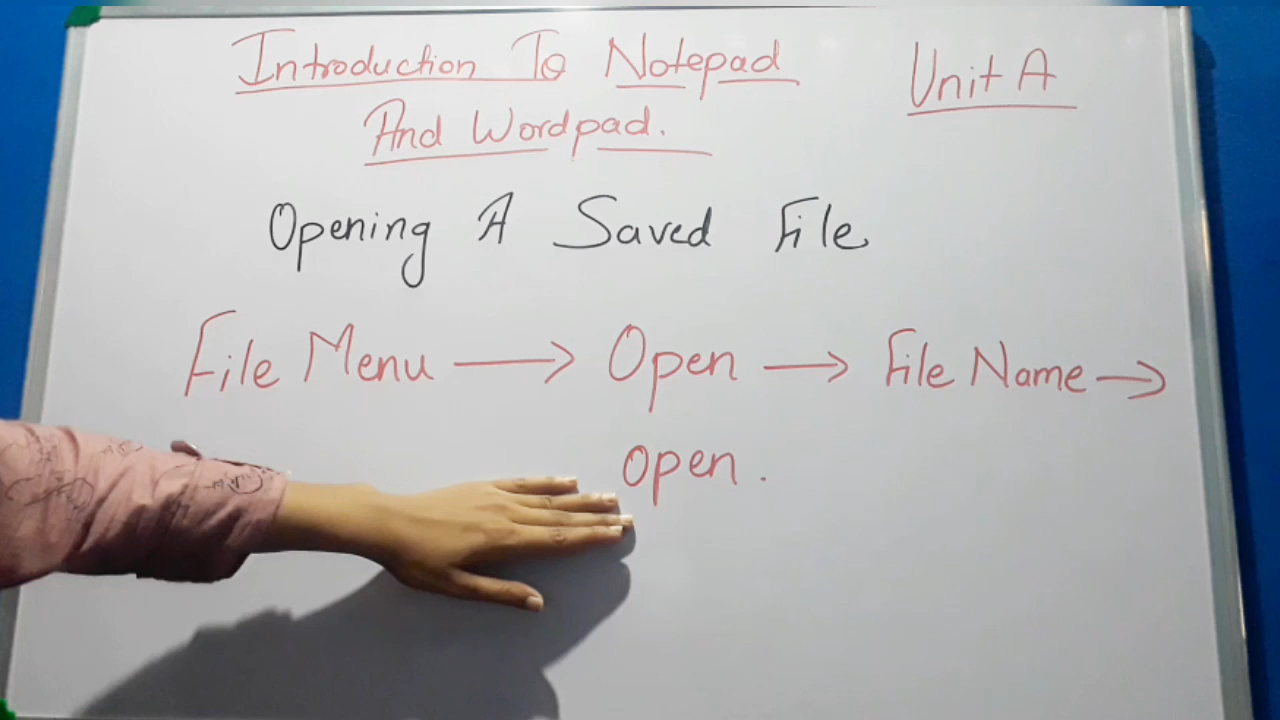 Introduction To Notepad
And Wordpad.
Unit A
Opening A Saved File
File Menu → Open → File Name →
open.